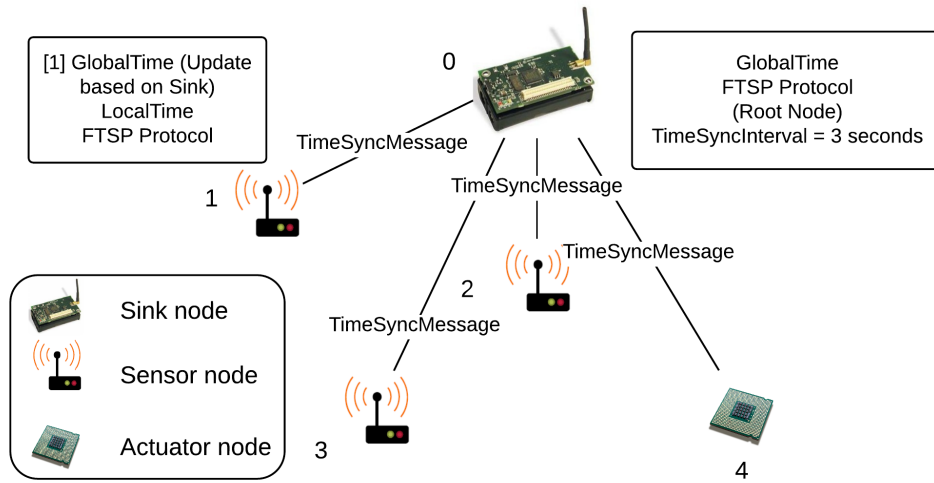 [1] GlobalTime (Update
based on Sink)
LocalTime
FTSP Protocol
0
GlobalTime
FTSP Protocol
(Root Node)
TimeSyncInterval = 3 seconds
TimeSyncMessage
1
TimeSyncMessage
TimeSyncMessage
2
TimeSyncMessage
Sink node
Sensor node
Actuator node
3
4